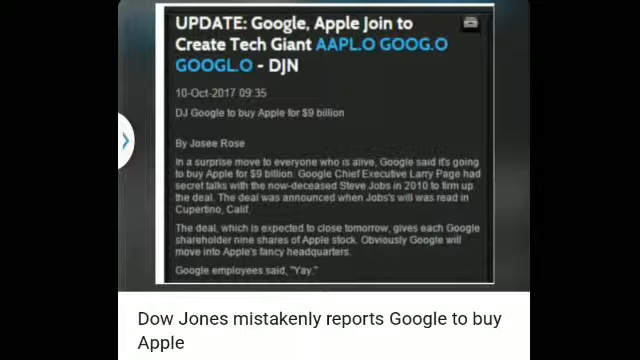 UPDATE: Google, Apple Join to
Create Tech Giant AAPL.O GOOG.O
GOOGL.O - DJN
10-Oct-2017 09:35
DJ Google to buy Apple for $9 billion
By Josee Rose
In a surprise move to everyone who is alive, Google said it's going
to buy Apple for $9 billion. Google Chief Executive Larry Page had
secret talks with the now-deceased Steve Jobs in 2010 to firm up
the deal. The deal was announced when Jobs's will was read in
Cupertino, Calif.
The deal, which is expected to close tomorrow, gives each Google
shareholder nine shares of Apple stock. Obviously Google will
move into Apple's fancy headquarters.
Google employees said, "Yay."
Dow Jones mistakenly reports Google to buy
Apple